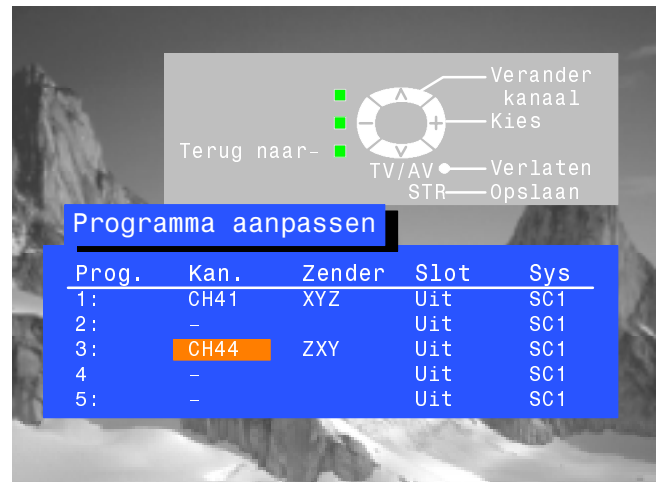 Verander
kanaal
Kies
Terug naar-
TV/AV Verlaten
STR Opslaan
Programma aanpassen
Prog. Kan. Zender Slot Sys
1: CH41 XYZ Uit SC1
2: – Uit SC1
3: CH44 ZXY Uit SC1
4 – Uit SC1
5: – Uit SC1